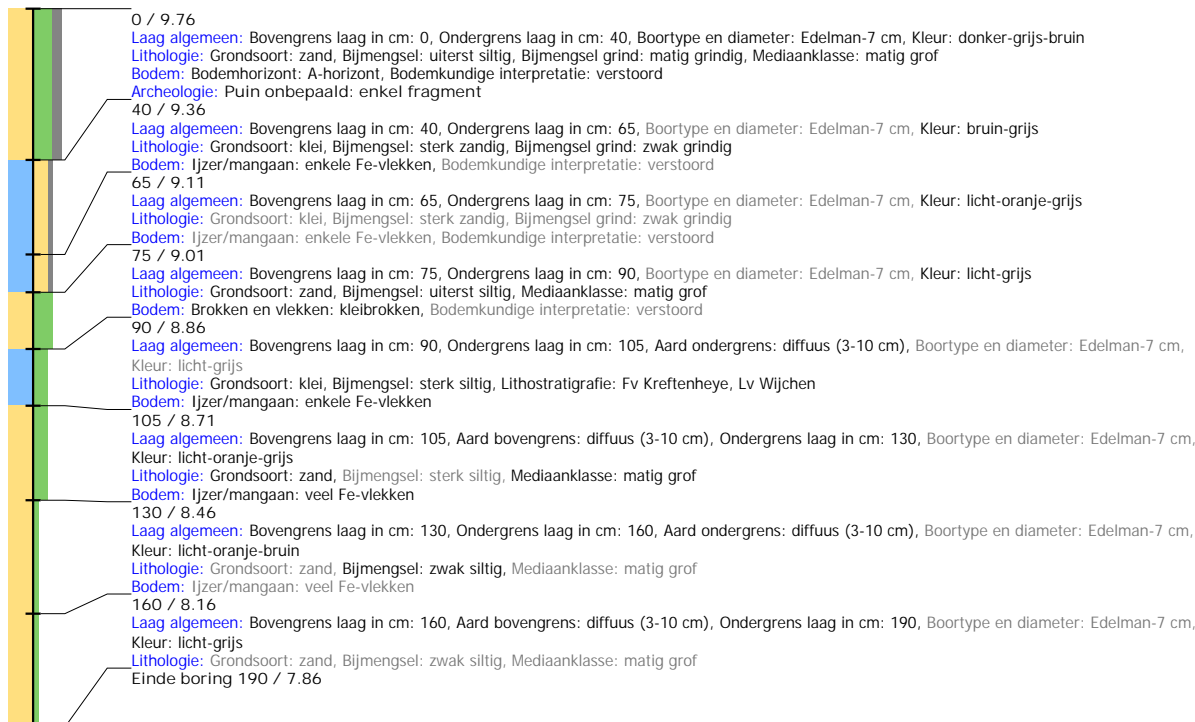 0 / 9.76
Laag algemeen: Bovengrens laag in cm: 0, Ondergrens laag in cm: 40, Boortype en diameter: Edelman-7 cm, Kleur: donker-grijs-bruin
Lithologie: Grondsoort: zand, Bijmengsel: uiterst siltig, Bijmengsel grind: matig grindig, Mediaanklasse: matig grof
Bodem: Bodemhorizont: A-horizont, Bodemkundige interpretatie: verstoord
Archeologie: Puin onbepaald: enkel fragment
40 / 9.36
Laag algemeen: Bovengrens laag in cm: 40, Ondergrens laag in cm: 65, Boortype en diameter: Edelman-7 cm, Kleur: bruin-grijs
Lithologie: Grondsoort: klei, Bijmengsel: sterk zandig, Bijmengsel grind: zwak grindig
Bodem: Ijzer/mangaan: enkele Fe-vlekken, Bodemkundige interpretatie: verstoord
65 / 9.11
Laag algemeen: Bovengrens laag in cm: 65, Ondergrens laag in cm: 75, Boortype en diameter: Edelman-7 cm, Kleur: licht-oranje-grijs
Lithologie: Grondsoort: klei, Bijmengsel: sterk zandig, Bijmengsel grind: zwak grindig
Bodem: Ijzer/mangaan: enkele Fe-vlekken, Bodemkundige interpretatie: verstoord
75 / 9.01
Laag algemeen: Bovengrens laag in cm: 75, Ondergrens laag in cm: 90, Boortype en diameter: Edelman-7 cm, Kleur: licht-grijs
Lithologie: Grondsoort: zand, Bijmengsel: uiterst siltig, Mediaanklasse: matig grof
Bodem: Brokken en vlekken: kleibrokken, Bodemkundige interpretatie: verstoord
90 / 8.86
Laag algemeen: Bovengrens laag in cm: 90, Ondergrens laag in cm: 105, Aard ondergrens: diffuus (3-10 cm), Boortype en diameter: Edelman-7 cm,
Kleur: licht-grijs
Lithologie: Grondsoort: klei, Bijmengsel: sterk siltig, Lithostratigrafie: Fv Kreftenheye, Lv Wijchen
Bodem: Ijzer/mangaan: enkele Fe-vlekken
105 / 8.71
Laag algemeen: Bovengrens laag in cm: 105, Aard bovengrens: diffuus (3-10 cm), Ondergrens laag in cm: 130, Boortype en diameter: Edelman-7 cm,
Kleur: licht-oranje-grijs
Lithologie: Grondsoort: zand, Bijmengsel: sterk siltig, Mediaanklasse: matig grof
Bodem: Ijzer/mangaan: veel Fe-vlekken
130 / 8.46
Laag algemeen: Bovengrens laag in cm: 130, Ondergrens laag in cm: 160, Aard ondergrens: diffuus (3-10 cm), Boortype en diameter: Edelman-7 cm,
Kleur: licht-oranje-bruin
Lithologie: Grondsoort: zand, Bijmengsel: zwak siltig, Mediaanklasse: matig grof
Bodem: Ijzer/mangaan: veel Fe-vlekken
160 / 8.16
Laag algemeen: Bovengrens laag in cm: 160, Aard bovengrens: diffuus (3-10 cm), Ondergrens laag in cm: 190, Boortype en diameter: Edelman-7 cm,
Kleur: licht-grijs
Lithologie: Grondsoort: zand, Bijmengsel: zwak siltig, Mediaanklasse: matig grof
Einde boring 190 / 7.86